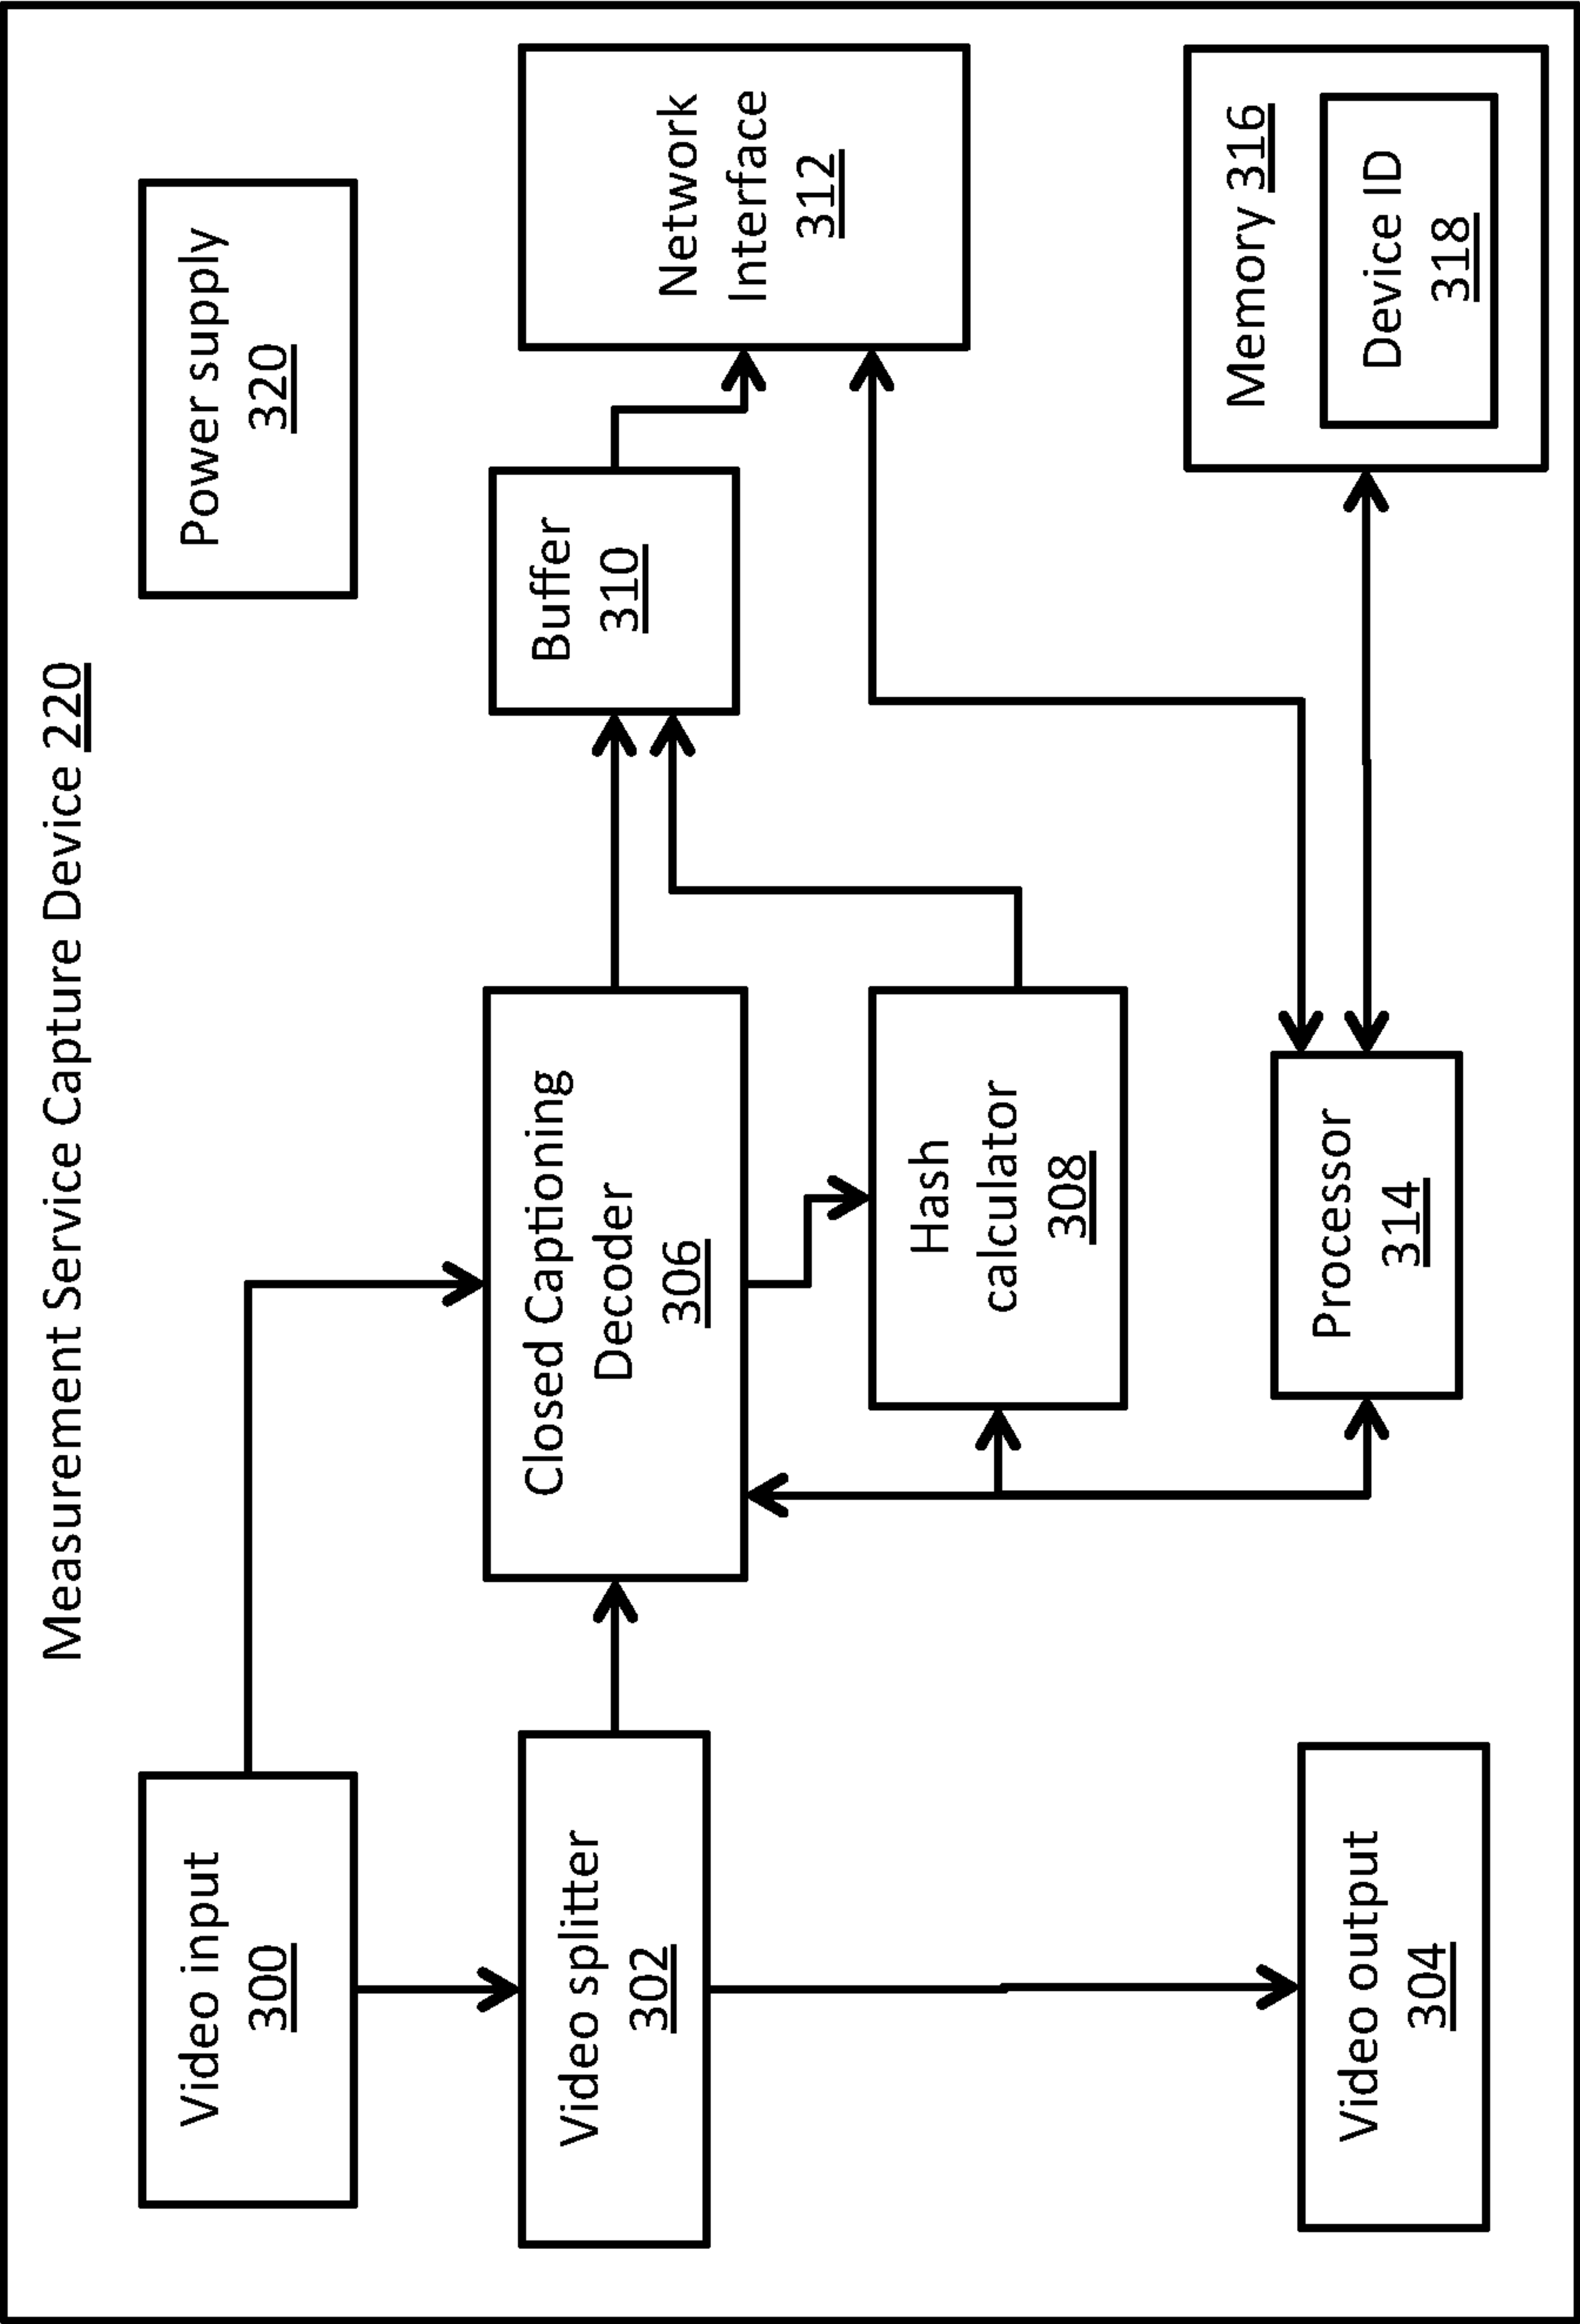 Measurement Service Capture Device 220
Video input
300
Power supply
320
Video splitter
302
Closed Captioning
Decoder
306
Buffer
310
Network
Interface
312
Hash
calculator
308
Video output
304
Processor
314
Memory 316
Device ID
318